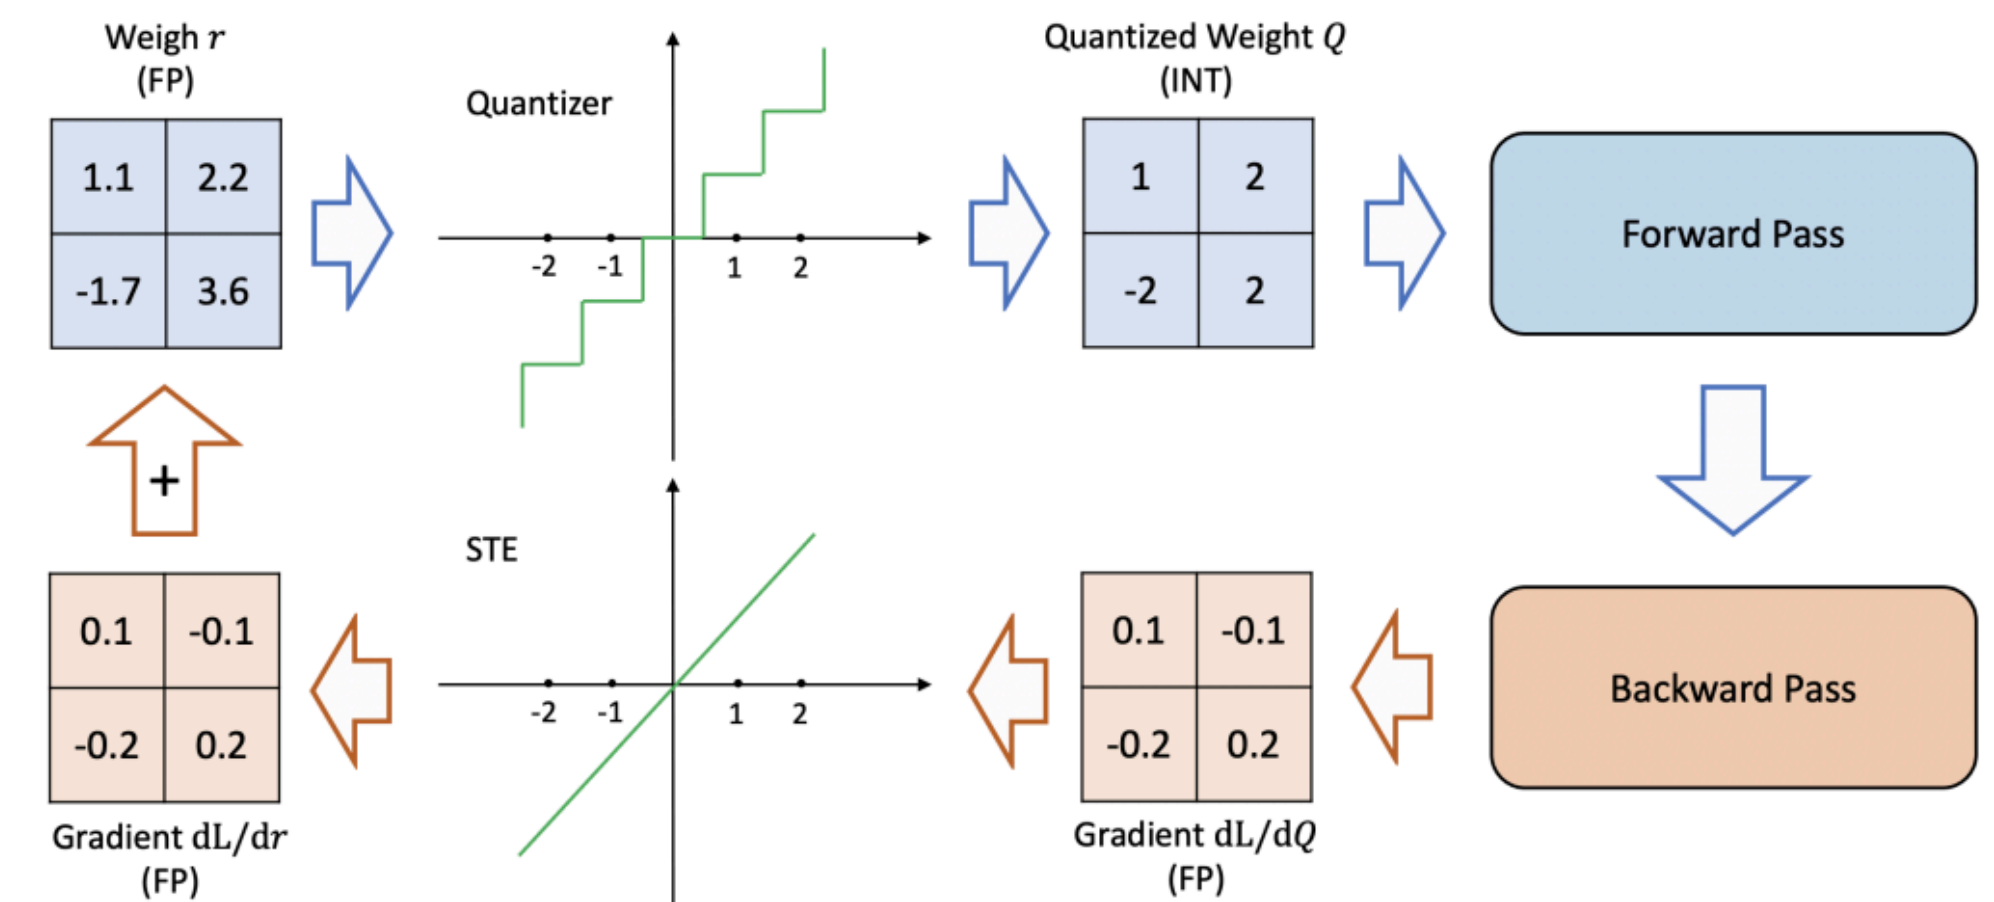 Weigh r
(FP)
1.1 2.2
-1.7 3.6
Quantizer
-2 -1 1 2
Quantized Weight Q
(INT)
1 2
-2 2
Forward Pass
+
0.1 -0.1
-0.2 0.2
Gradient dL/dr
(FP)
STE
-2 -1 1 2
0.1 -0.1
-0.2 0.2
Gradient dL/dQ
(FP)
Backward Pass